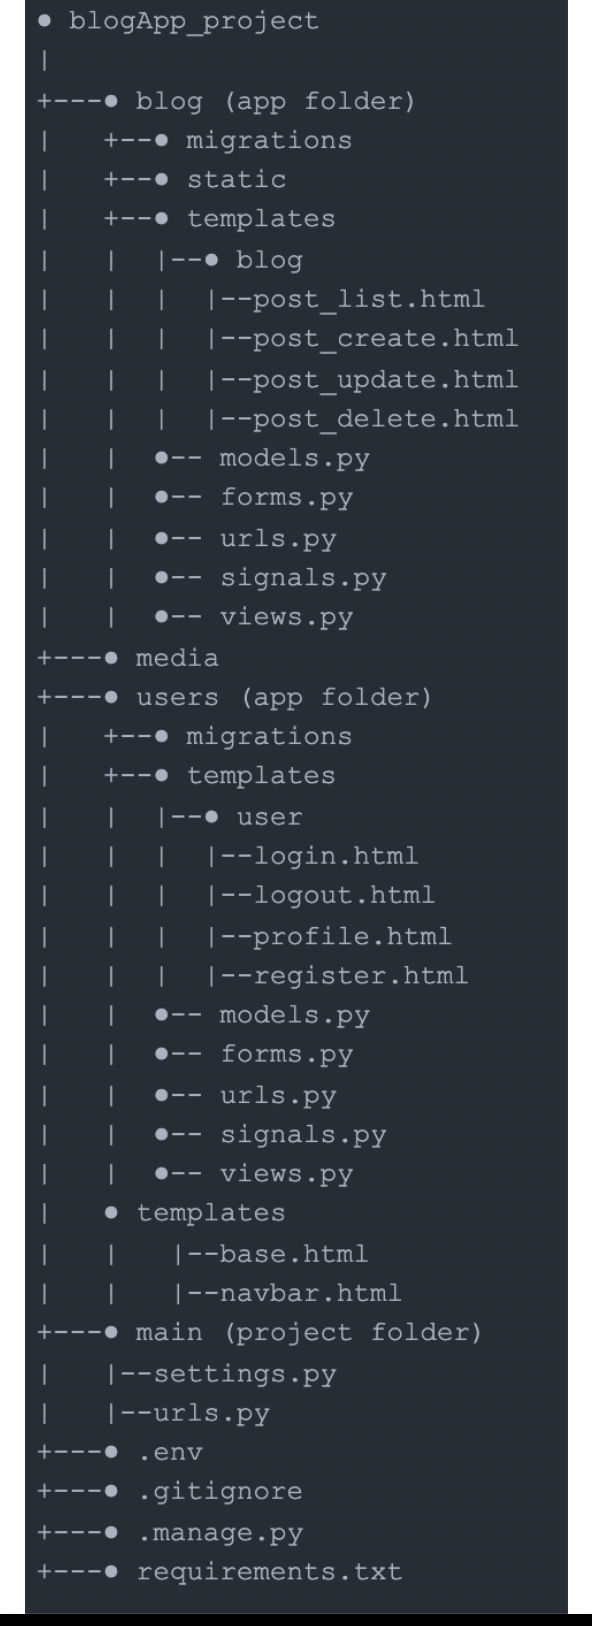 ● blogApp_project
|
+---● blog (app folder)
|   +--● migrations
|   +--● static
|   +--● templates
|   |  |--● blog
|   |  |  |--post_list.html
|   |  |  |--post_create.html
|   |  |  |--post_update.html
|   |  |  |--post_delete.html
|   |  ●-- models.py
|   |  ●-- forms.py
|   |  ●-- urls.py
|   |  ●-- signals.py
|   |  ●-- views.py
+---● media
+---● users (app folder)
|   +--● migrations
|   +--● templates
|   |  |--● user
|   |  |  |--login.html
|   |  |  |--logout.html
|   |  |  |--profile.html
|   |  |  |--register.html
|   |  ●-- models.py
|   |  ●-- forms.py
|   |  ●-- urls.py
|   |  ●-- signals.py
|   |  ●-- views.py
|   ● templates
|   |   |--base.html
|   |   |--navbar.html
+---● main (project folder)
|   |--settings.py
|   |--urls.py
+---● .env
+---● .gitignore
+---● .manage.py
+---● requirements.txt